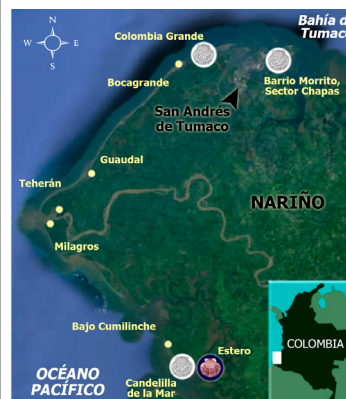 N
W E
S
Bahía d
Tumaco
Colombia Grande
Bocagrande
Barrio Morrito,
Sector Chapas
San Andrés
de Tumaco
Guaudal
Teherán
NARIÑO
Milagros
Bajo Cumilinche
Estero
COLOMBIA
OCÉANO
PACÍFICO
Candelilla
de la Mar